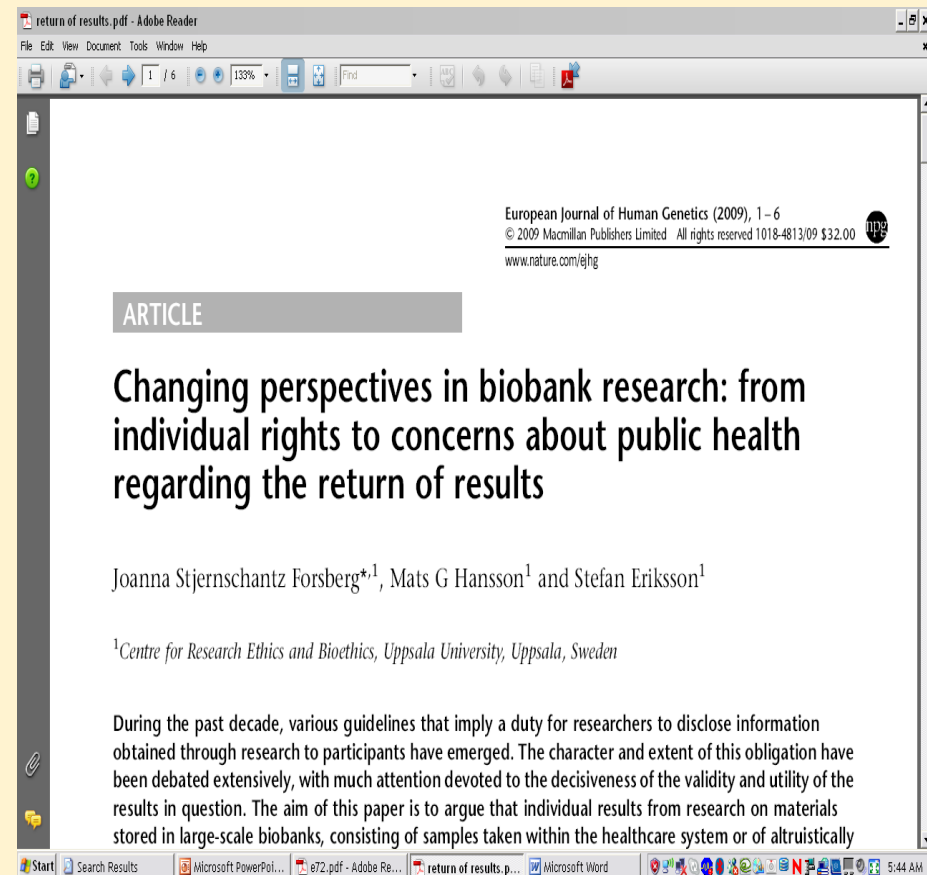 return of results.pdf - Adobe Reader
File Edit View Document Tools Window Help
1 / 6 133% Find
European Journal of Human Genetics (2009), 1–6
© 2009 Macmillan Publishers Limited All rights reserved 1018-4813/09 $32.00
npg
www.nature.com/ejhg
ARTICLE
Changing perspectives in biobank research: from
individual rights to concerns about public health
regarding the return of results
Joanna Stjernschantz Forsberg*,1, Mats G Hansson1 and Stefan Eriksson1
1Centre for Research Ethics and Bioethics, Uppsala University, Uppsala, Sweden
During the past decade, various guidelines that imply a duty for researchers to disclose information
obtained through research to participants have emerged. The character and extent of this obligation have
been debated extensively, with much attention devoted to the decisiveness of the validity and utility of the
results in question. The aim of this paper is to argue that individual results from research on materials
stored in large-scale biobanks, consisting of samples taken within the healthcare system or of altruistically
Start Search Results Microsoft PowerPoi... e72.pdf - Adobe Re... return of results.p... Microsoft Word 5:44 AM